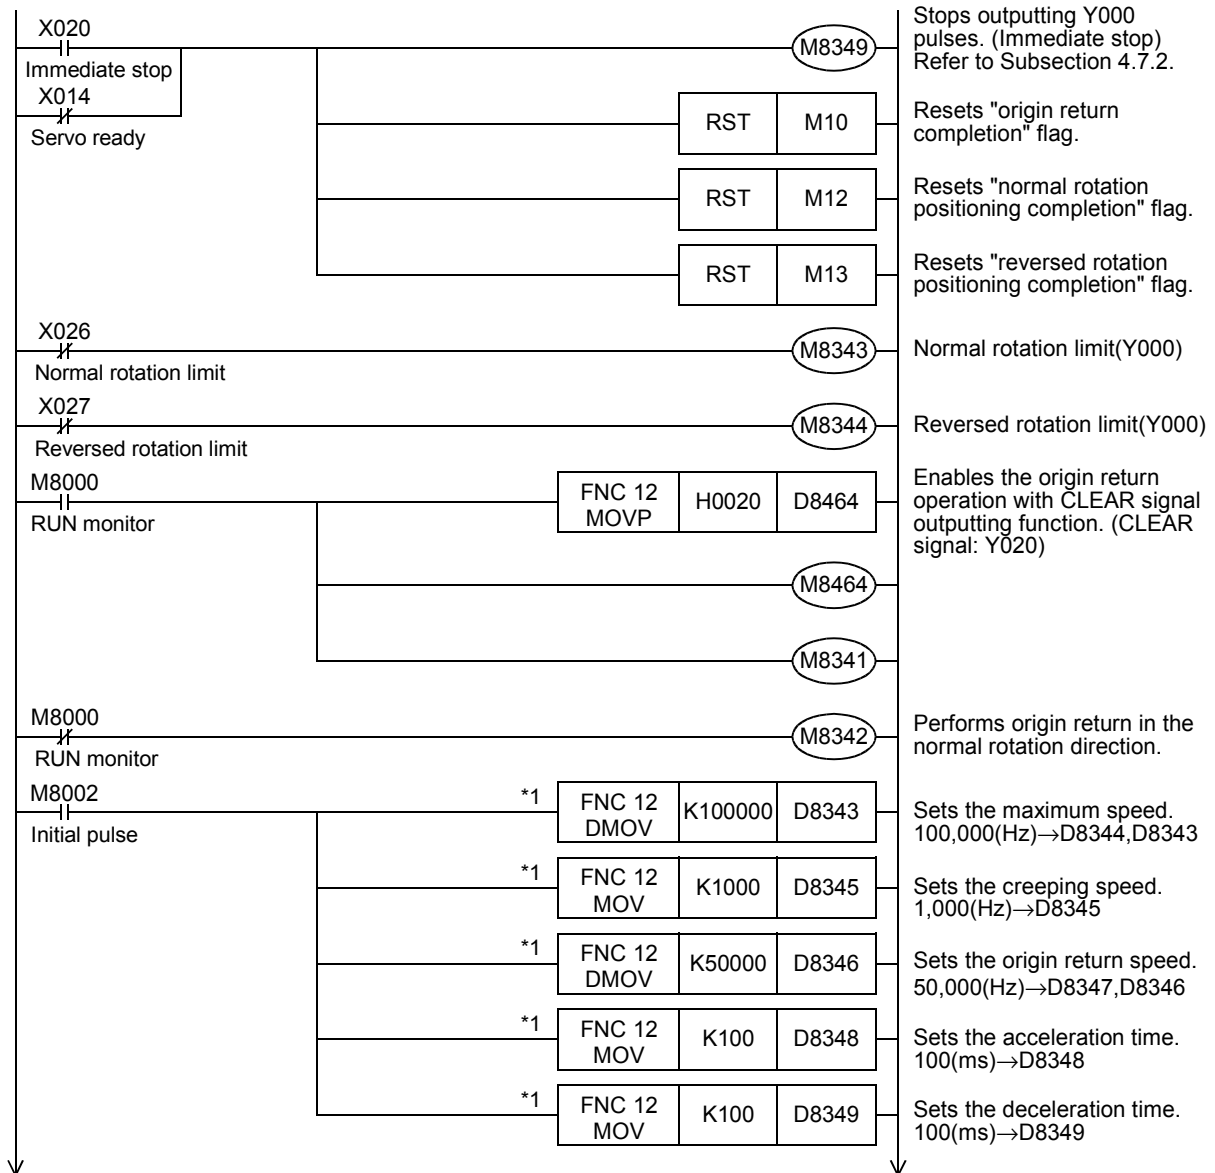 X020
Immediate stop
X014
Servo ready
M8349
Stops outputting Y000
pulses. (Immediate stop)
Refer to Subsection 4.7.2.
RST
M10
Resets "origin return
completion" flag.
RST
M12
Resets "normal rotation
positioning completion" flag.
RST
M13
Resets "reversed rotation
positioning completion" flag.
X026
Normal rotation limit
M8343
Normal rotation limit(Y000)
X027
Reversed rotation limit
M8344
Reversed rotation limit(Y000)
M8000
RUN monitor
FNC 12
MOVP
H0020
D8464
Enables the origin return
operation with CLEAR signal
outputting function. (CLEAR
signal: Y020)
M8464
M8341
M8000
RUN monitor
M8342
Performs origin return in the
normal rotation direction.
M8002
Initial pulse
*1
FNC 12
DMOV
K100000
D8343
Sets the maximum speed.
100,000(Hz)→D8344,D8343
*1
FNC 12
MOV
K1000
D8345
Sets the creeping speed.
1,000(Hz)→D8345
*1
FNC 12
DMOV
K50000
D8346
Sets the origin return speed.
50,000(Hz)→D8347,D8346
*1
FNC 12
MOV
K100
D8348
Sets the acceleration time.
100(ms)→D8348
*1
FNC 12
MOV
K100
D8349
Sets the deceleration time.
100(ms)→D8349